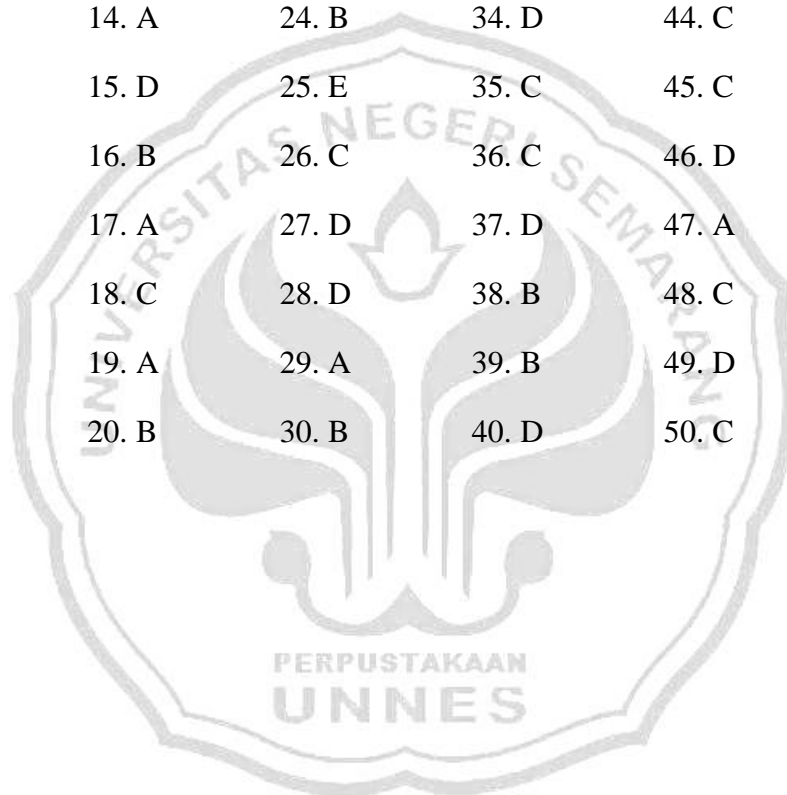 14. A 24. B 34. D 44. C
15. D 25. E 35. C 45. C
16. B 26. C 36. C 46. D
17. A 27. D 37. D 47. A
18. C 28. D 38. B 48. C
19. A 29. A 39. B 49. D
20. B 30. B 40. D 50. C
UNIVERSITAS NEGERI SEMARANG
PERPUSTAKAAN
UNNES